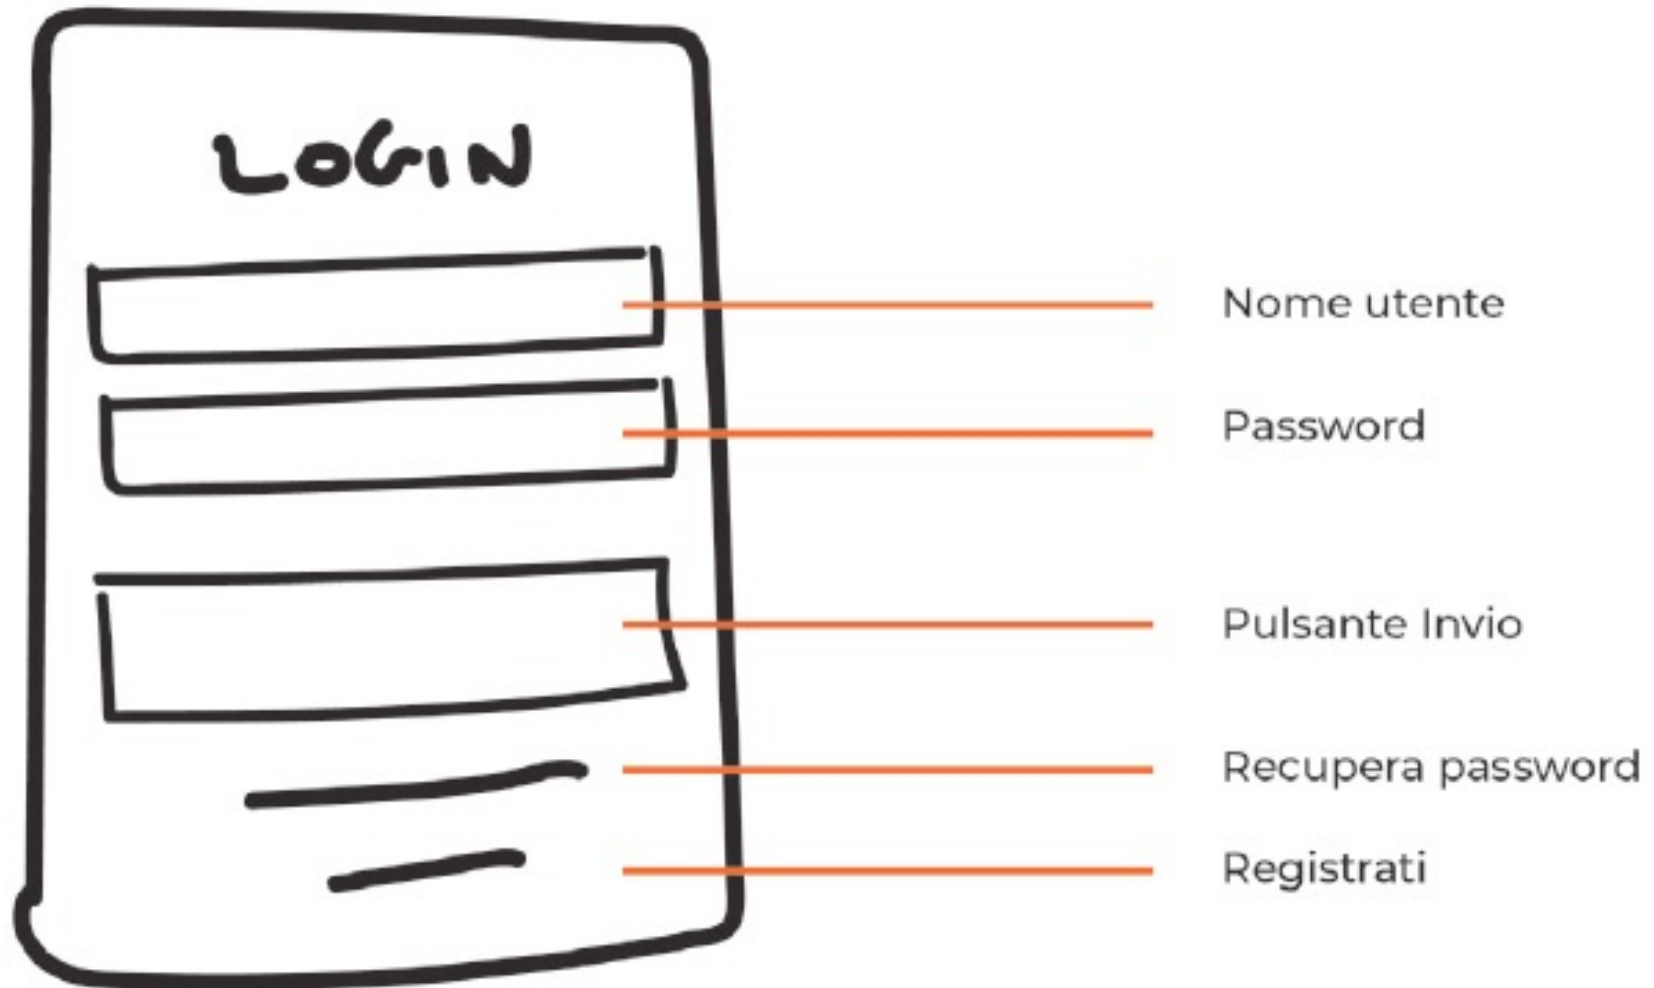 LOGIN
Nome utente
Password
Pulsante Invio
Recupera password
Registrati